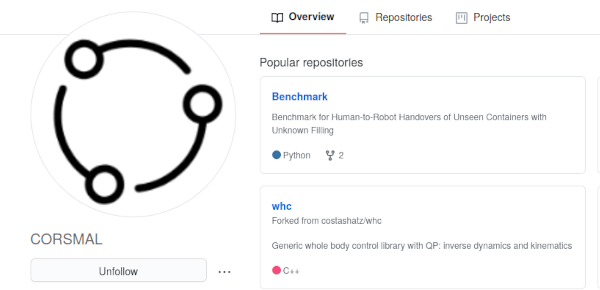 Overview Repositories Projects
Popular repositories
Benchmark
Benchmark for Human-to-Robot Handovers of Unseen Containers with
Unknown Filling
Python 2
whc
Forked from costashatz/whc
Generic whole body control library with QP: inverse dynamics and kinematics
C++
CORSMAL
Unfollow ...